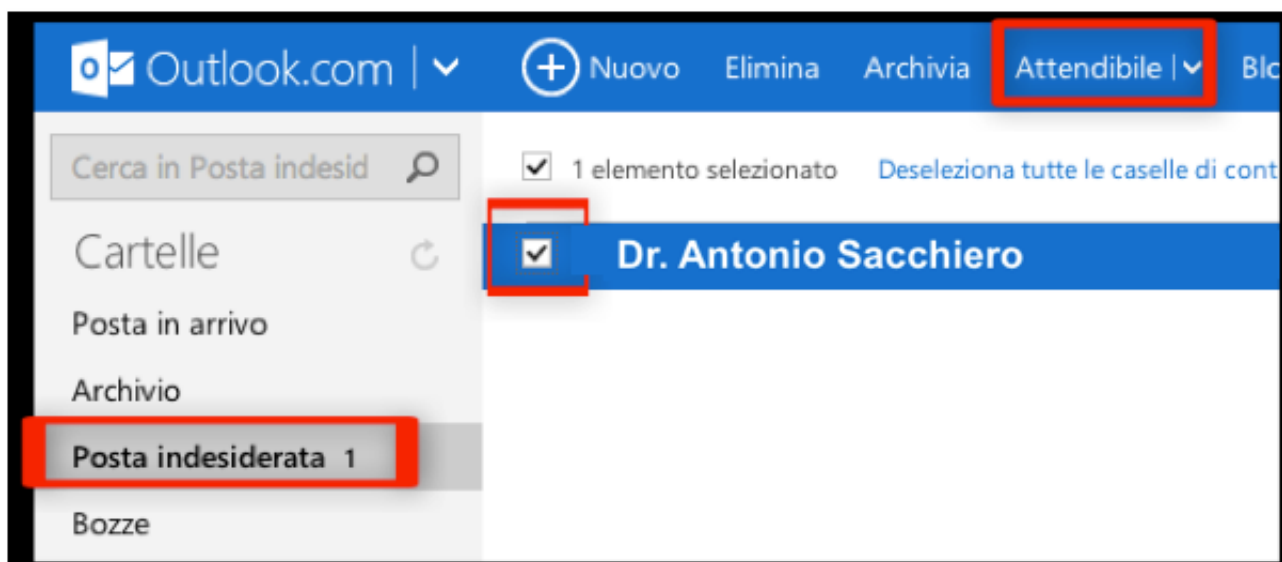 Outlook.com Nuovo Elimina Archivia Attendibile
Cerca in Posta indesid
1 elemento selezionato Deseleziona tutte le caselle di cont
Cartelle
Dr. Antonio Sacchiero
Posta in arrivo
Archivio
Posta indesiderata 1
Bozze